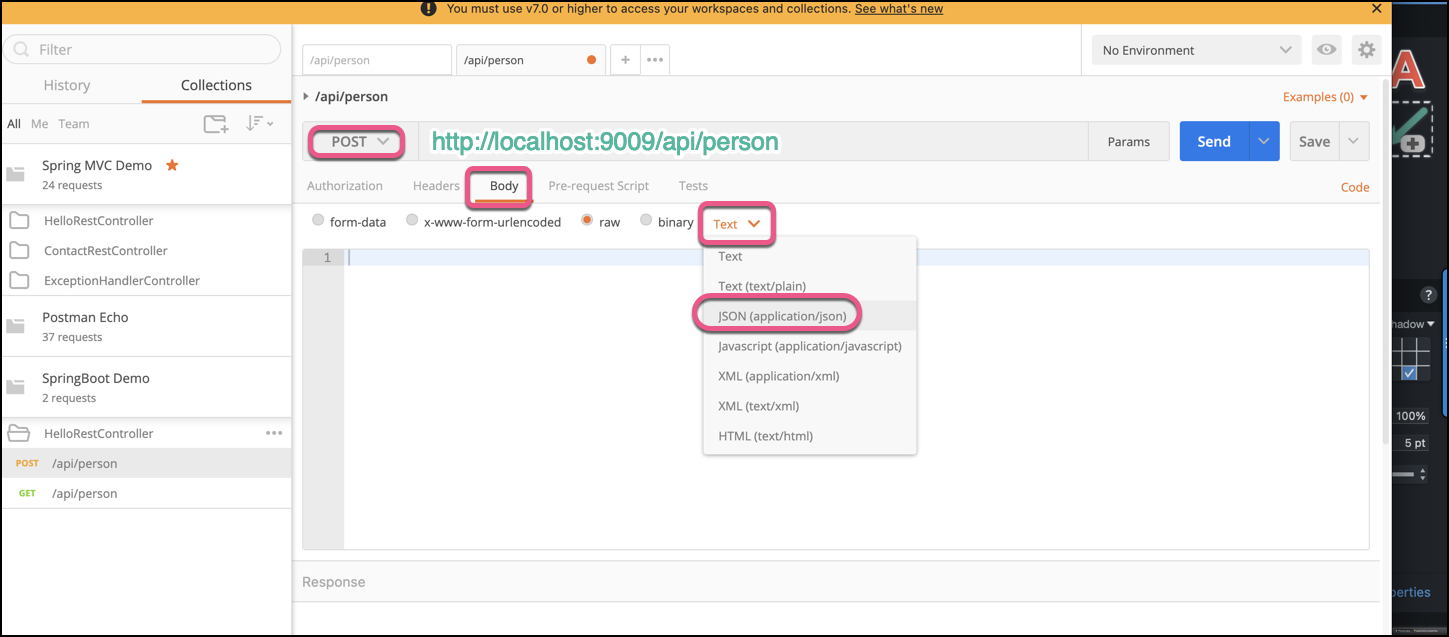 You must use v7.0 or higher to access your workspaces and collections. See what's new
Filter
History Collections
All Me Team
Spring MVC Demo
24 requests
HelloRestController
ContactRestController
ExceptionHandlerController
Postman Echo
37 requests
SpringBoot Demo
2 requests
HelloRestController
POST /api/person
GET /api/person
/api/person
/api/person
No Environment
/api/person
Examples (0)
POST
http://localhost:9009/api/person
Params
Send
Save
Authorization Headers Body Pre-request Script Tests
Code
form-data x-www-form-urlencoded raw binary Text
1
Text
Text (text/plain)
JSON (application/json)
Javascript (application/javascript)
XML (application/xml)
XML (text/xml)
HTML (text/html)
Response
A
?
hadow
100%
5 pt
perties